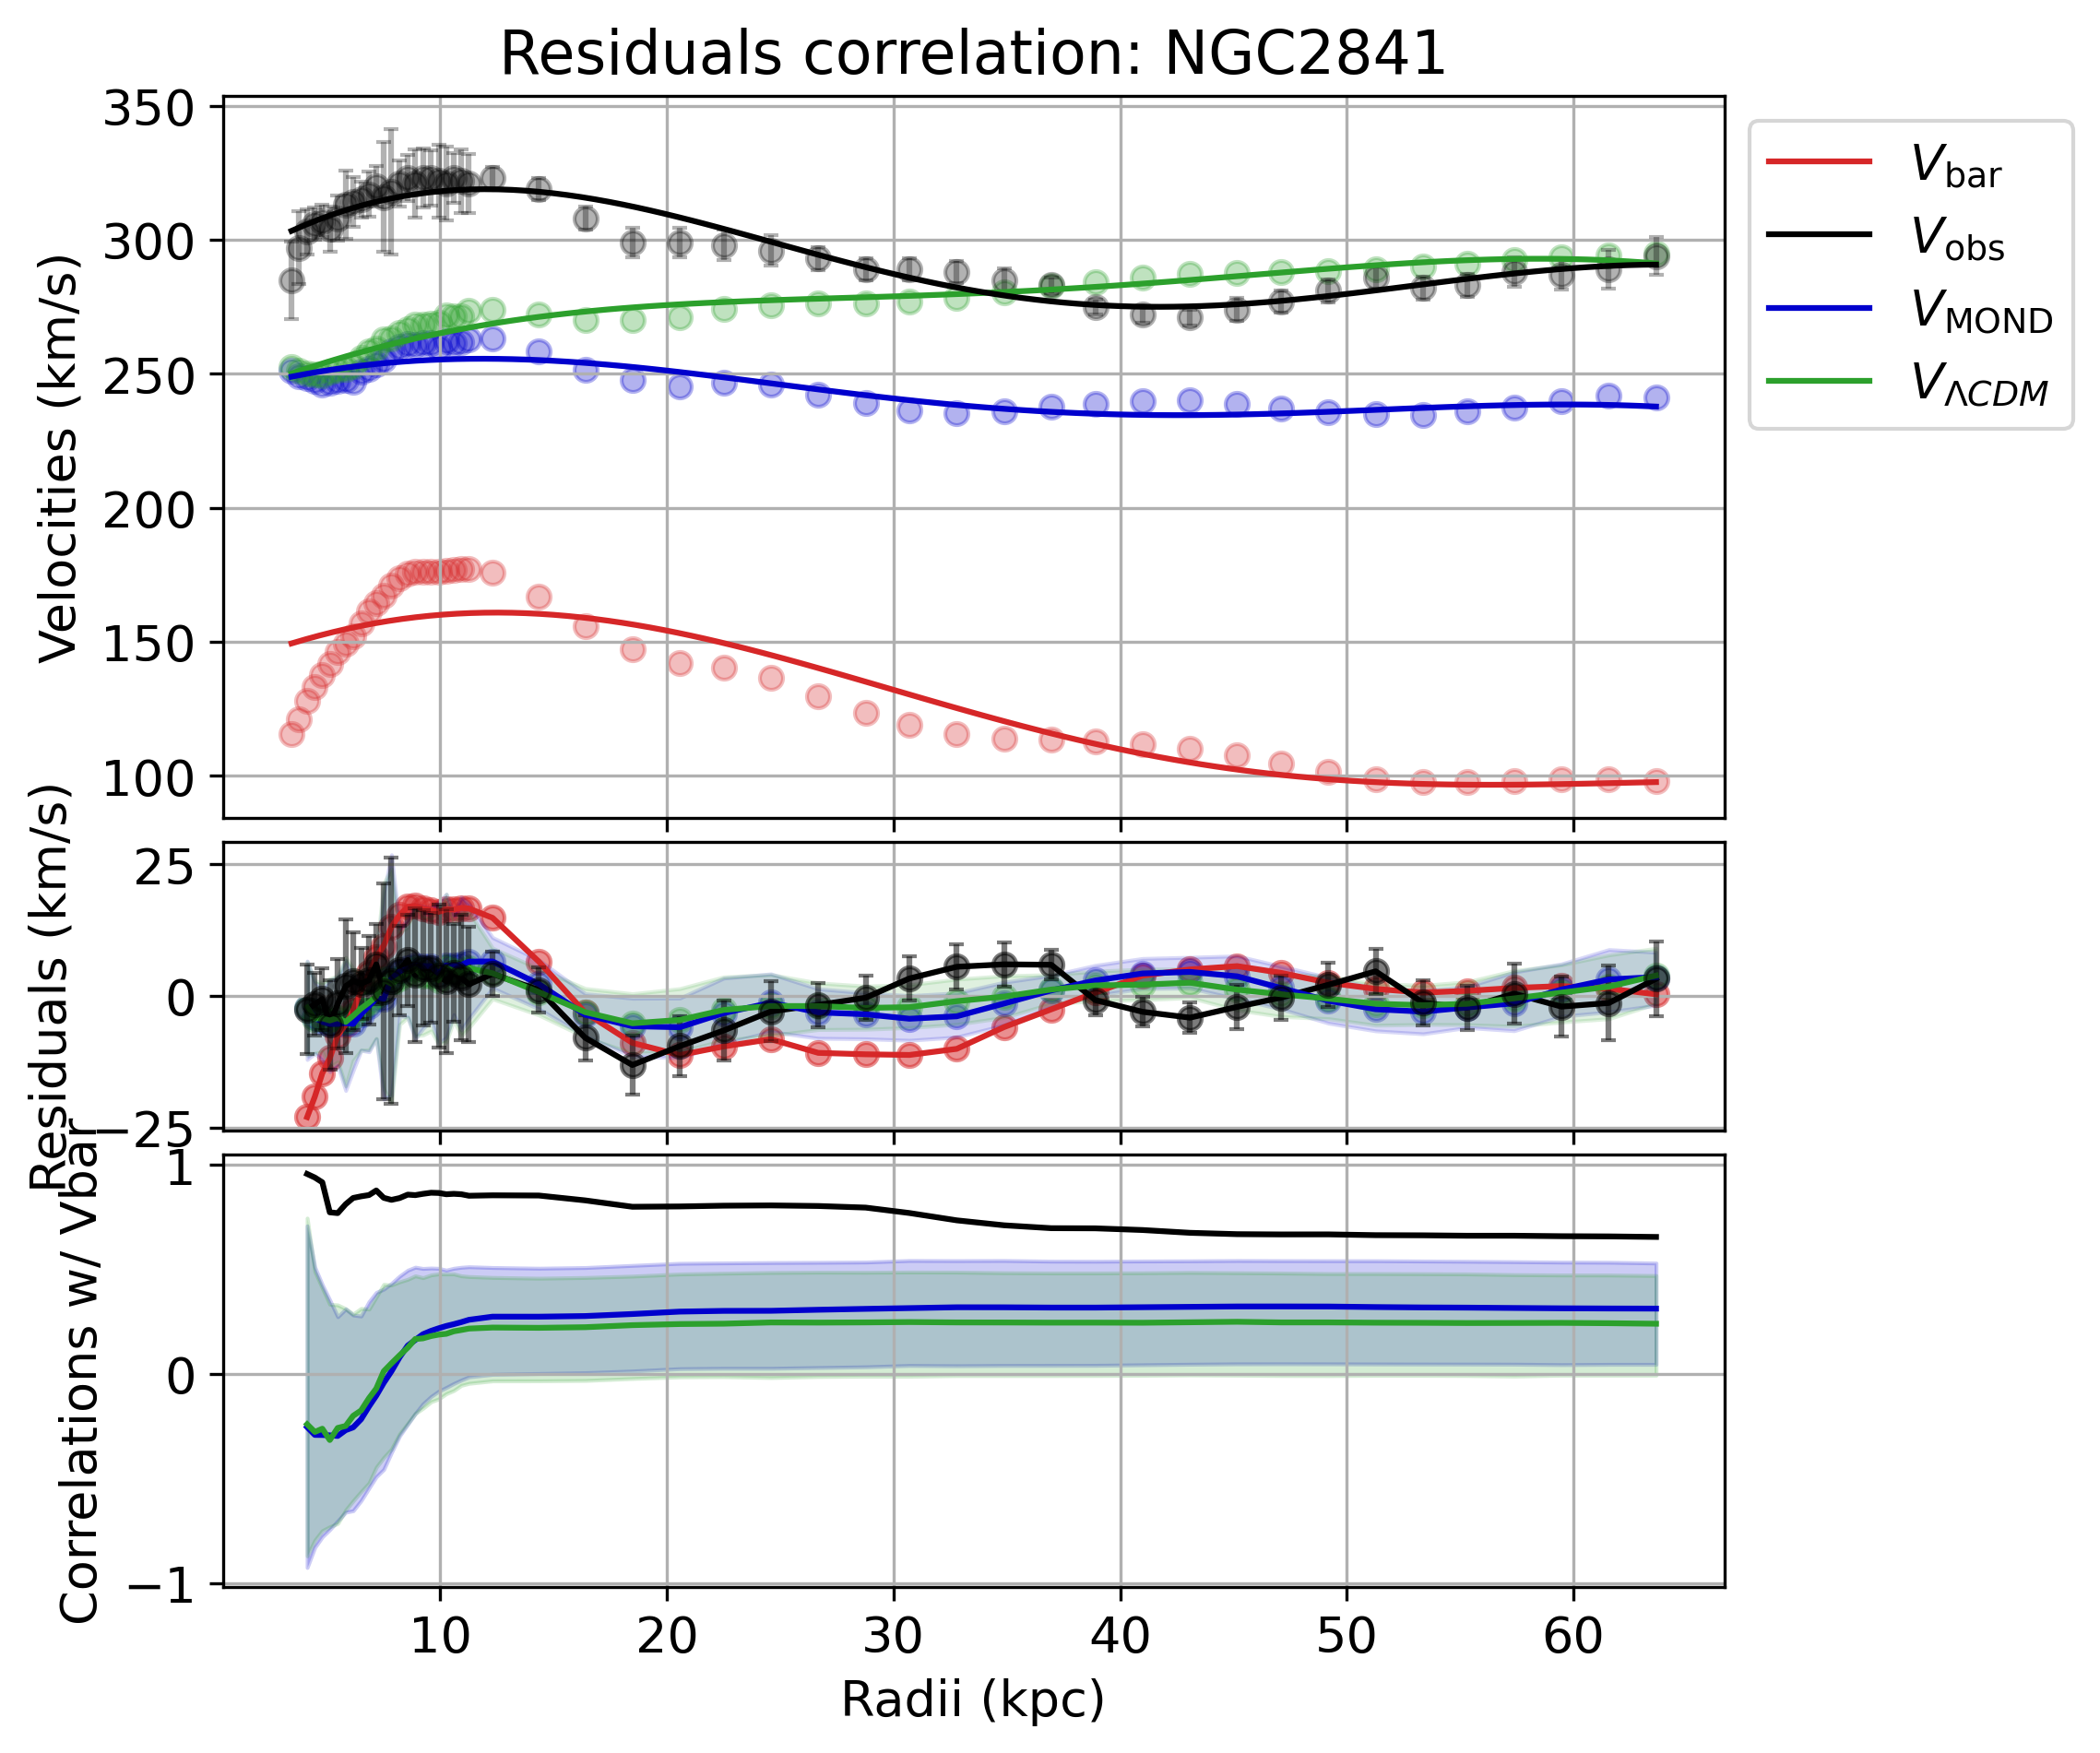 Residuals correlation: NGC2841
350
300
250
200
150
100
Velocities (km/s)
V_bar
V_obs
V_MOND
V_ΛCDM
25
0
−25
Residuals (km/s)
1
0
−1
Correlations w/ Vbar
10 20 30 40 50 60
Radii (kpc)